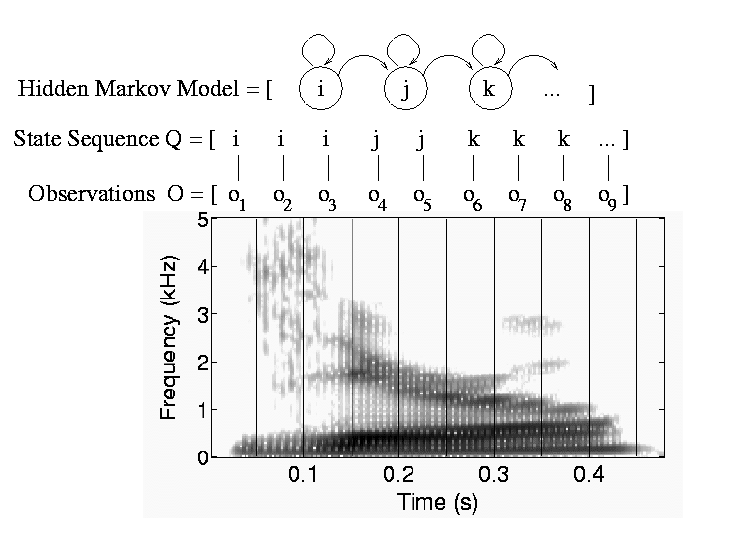 Hidden Markov Model = [ i j k ... ]
State Sequence Q = [ i i i j j k k k ... ]
Observations O = [ o1 o2 o3 o4 o5 o6 o7 o8 o9 ]
5
4
3
2
1
0
Frequency (kHz)
0.1 0.2 0.3 0.4
Time (s)